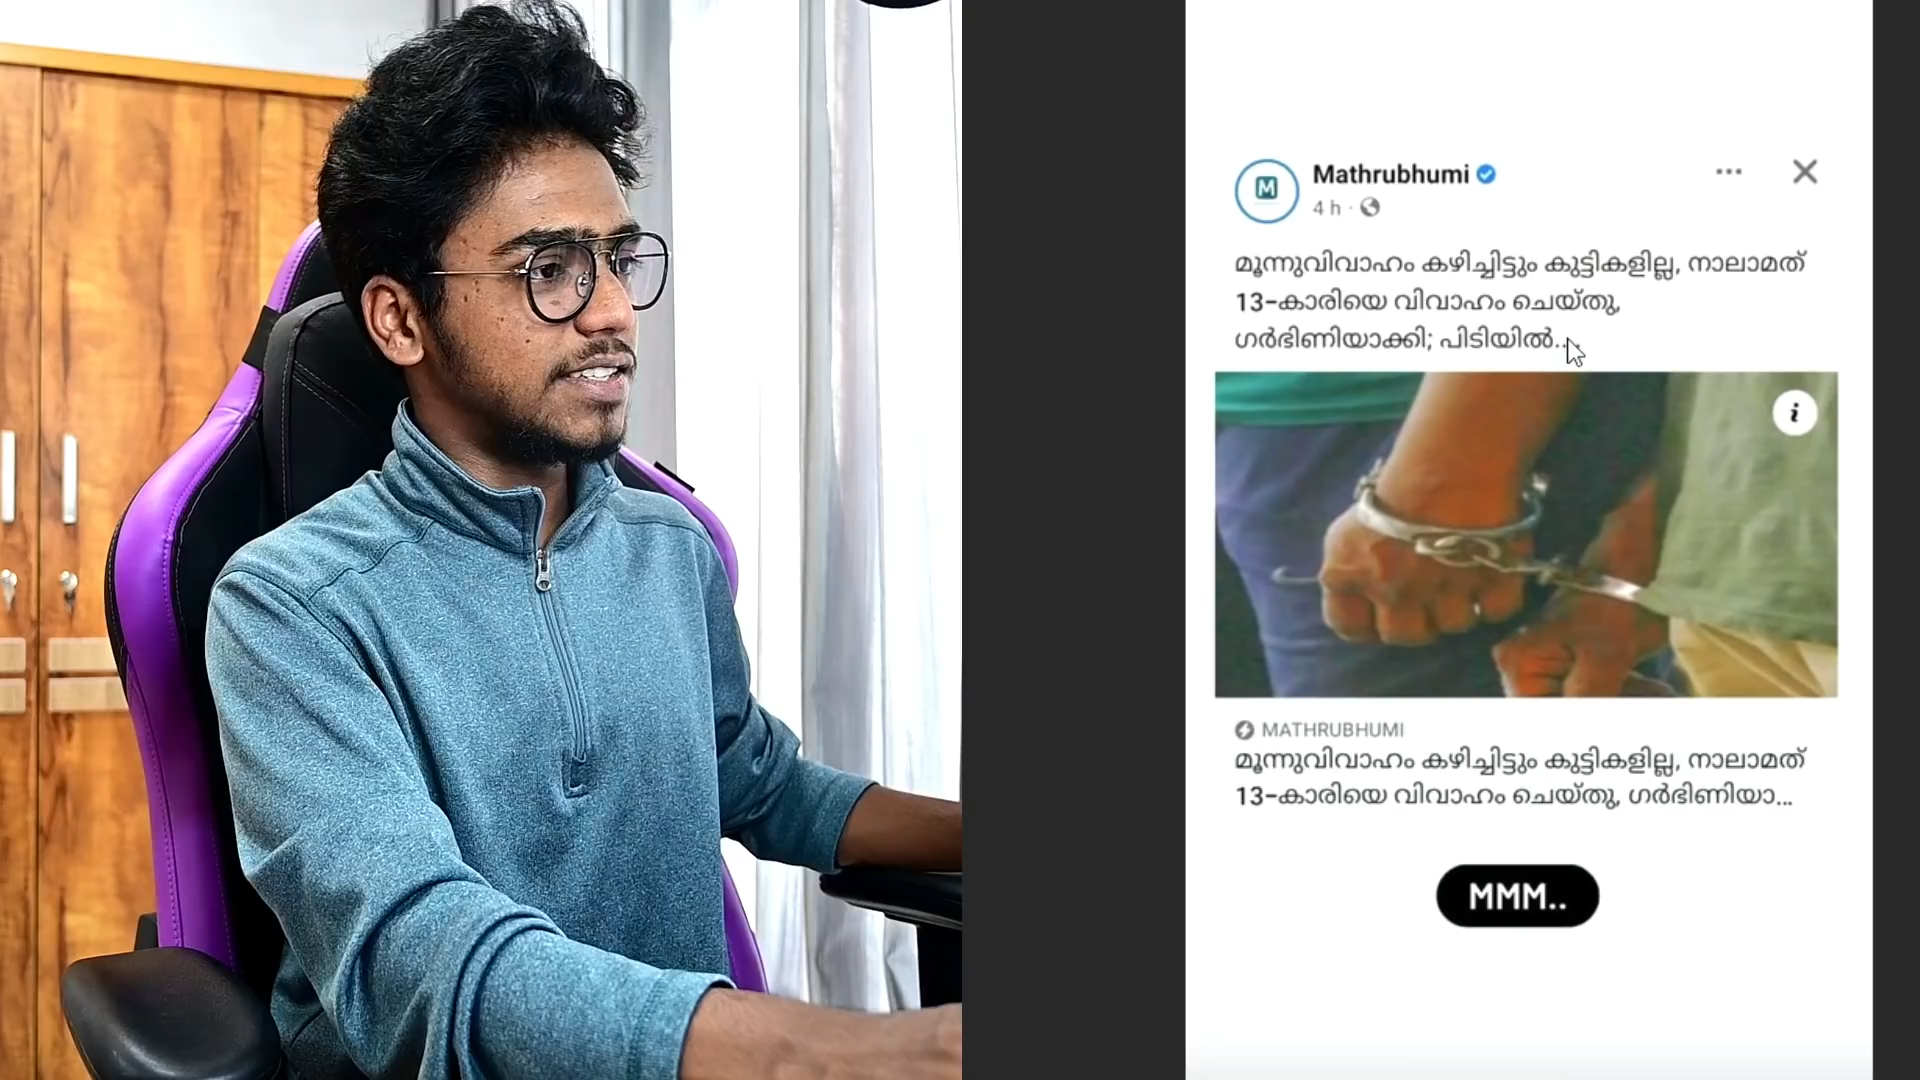 Mathrubhumi
4 h ·
മൂന്നുവിവാഹം കഴിച്ചിട്ടും കുട്ടികളില്ല, നാലാമത്
13-കാരിയെ വിവാഹം ചെയ്തു,
ഗർഭിണിയാക്കി; പിടിയിൽ...
MATHRUBHUMI
മൂന്നുവിവാഹം കഴിച്ചിട്ടും കുട്ടികളില്ല, നാലാമത്
13-കാരിയെ വിവാഹം ചെയ്തു, ഗർഭിണിയാ...
MMM..